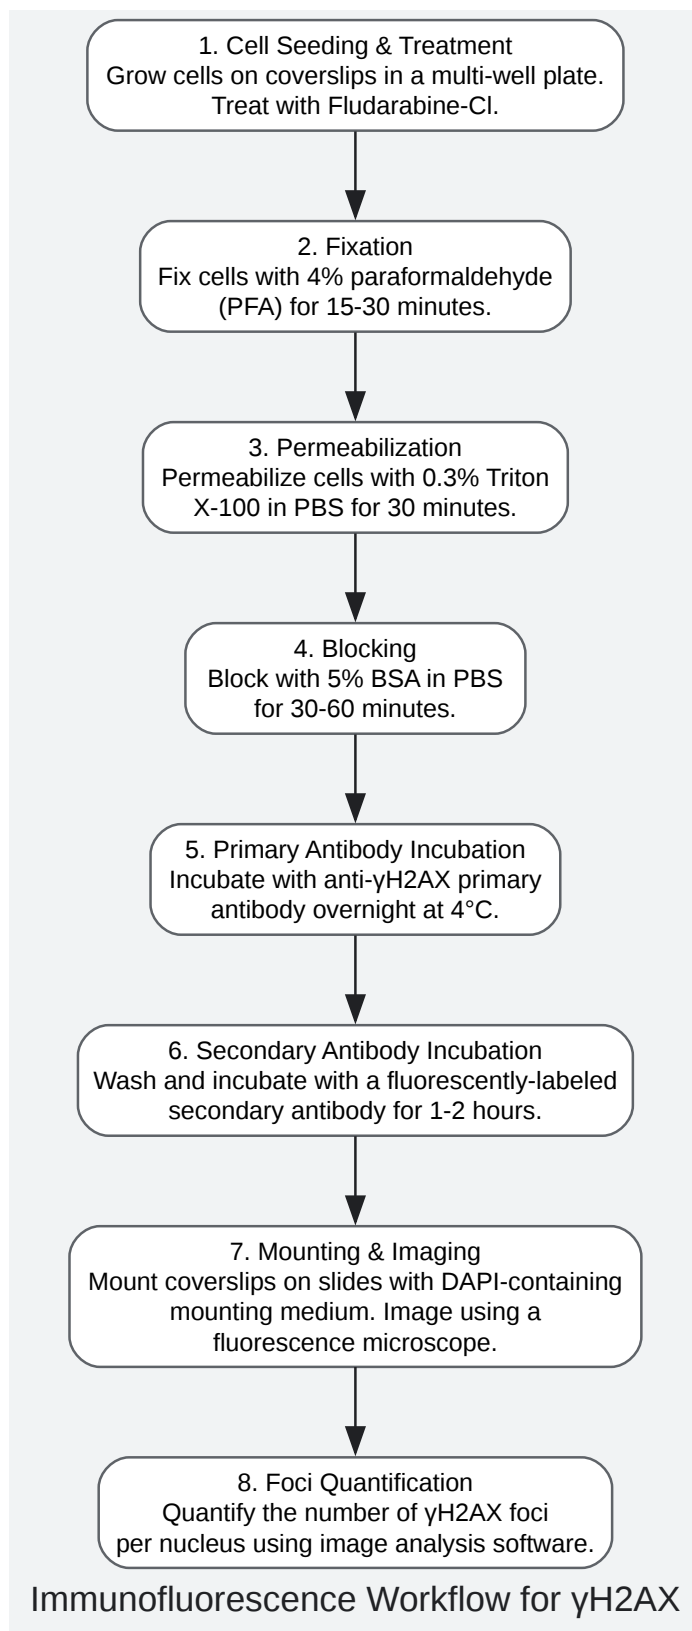 1. Cell Seeding & Treatment
Grow cells on coverslips in a multi-well plate.
Treat with Fludarabine-Cl.
2. Fixation
Fix cells with 4% paraformaldehyde
(PFA) for 15-30 minutes.
3. Permeabilization
Permeabilize cells with 0.3% Triton
X-100 in PBS for 30 minutes.
4. Blocking
Block with 5% BSA in PBS
for 30-60 minutes.
5. Primary Antibody Incubation
Incubate with anti-γH2AX primary
antibody overnight at 4°C.
6. Secondary Antibody Incubation
Wash and incubate with a fluorescently-labeled
secondary antibody for 1-2 hours.
7. Mounting & Imaging
Mount coverslips on slides with DAPI-containing
mounting medium. Image using a
fluorescence microscope.
8. Foci Quantification
Quantify the number of γH2AX foci
per nucleus using image analysis software.
Immunofluorescence Workflow for γH2AX